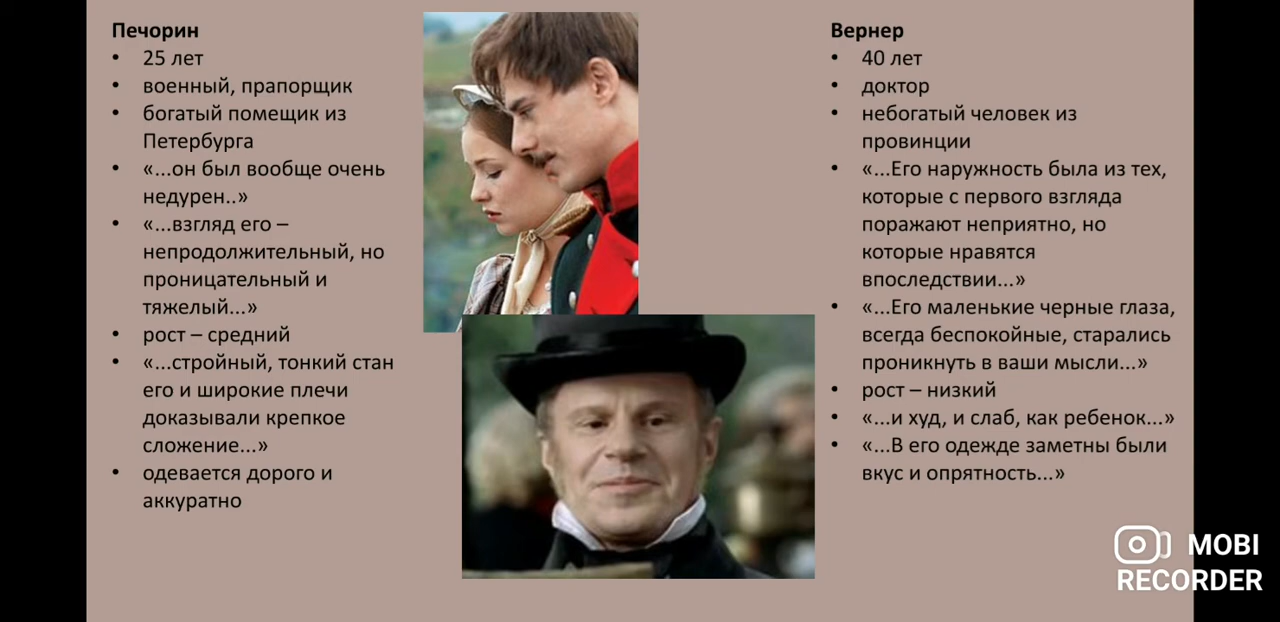 Печорин
• 25 лет
• военный, прапорщик
• богатый помещик из
Петербурга
• «...он был вообще очень
недурен..»
• «...взгляд его –
непродолжительный, но
проницательный и
тяжелый...»
• рост – средний
• «...стройный, тонкий стан
его и широкие плечи
доказывали крепкое
сложение...»
• одевается дорого и
аккуратно
Вернер
• 40 лет
• доктор
• небогатый человек из
провинции
• «...Его наружность была из тех,
которые с первого взгляда
поражают неприятно, но
которые нравятся
впоследствии...»
• «...Его маленькие черные глаза,
всегда беспокойные, старались
проникнуть в ваши мысли...»
• рост – низкий
• «...и худ, и слаб, как ребенок...»
• «...В его одежде заметны были
вкус и опрятность...»
MOBI
RECORDER